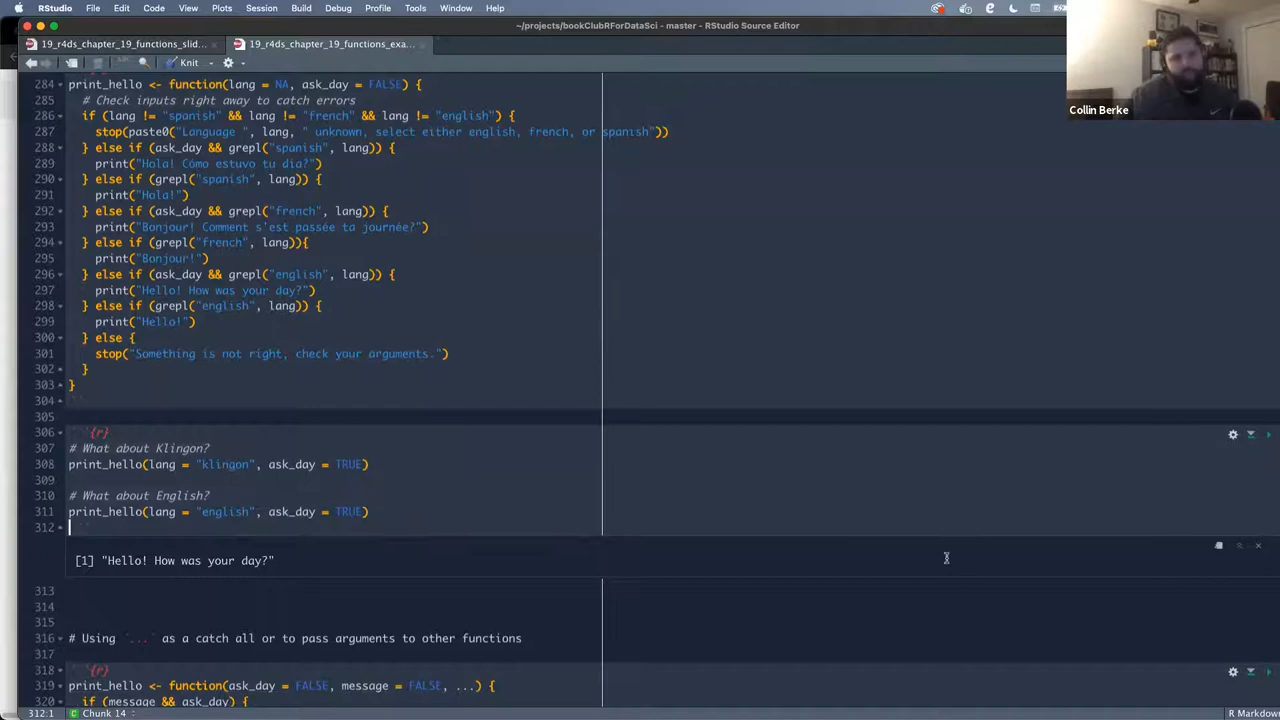 RStudio File Edit Code View Plots Session Build Debug Profile Tools Window Help
~/projects/bookClubRForDataSci - master - RStudio Source Editor
19_r4ds_chapter_19_functions_slid... 19_r4ds_chapter_19_functions_exa...
Knit
Collin Berke
284 print_hello <- function(lang = NA, ask_day = FALSE) {
285 # Check inputs right away to catch errors
286 if (lang != "spanish" && lang != "french" && lang != "english") {
287 stop(paste0("Language ", lang, " unknown, select either english, french, or spanish"))
288 } else if (ask_day && grepl("spanish", lang)) {
289 print("Hola! Cómo estuvo tu dia?")
290 } else if (grepl("spanish", lang)) {
291 print("Hola!")
292 } else if (ask_day && grepl("french", lang)) {
293 print("Bonjour! Comment s'est passée ta journée?")
294 } else if (grepl("french", lang)){
295 print("Bonjour!")
296 } else if (ask_day && grepl("english", lang)) {
297 print("Hello! How was your day?")
298 } else if (grepl("english", lang)) {
299 print("Hello!")
300 } else {
301 stop("Something is not right, check your arguments.")
302 }
303 }
304 ```
305
306 ```{r}
307 # What about Klingon?
308 print_hello(lang = "klingon", ask_day = TRUE)
309
310 # What about English?
311 print_hello(lang = "english", ask_day = TRUE)
312 ```
[1] "Hello! How was your day?"
313
314
315
316 # Using `...` as a catch all or to pass arguments to other functions
317
318 ```{r}
319 print_hello <- function(ask_day = FALSE, message = FALSE, ...) {
320 if (message && ask_day) {
312:1 Chunk 14 R Markdown